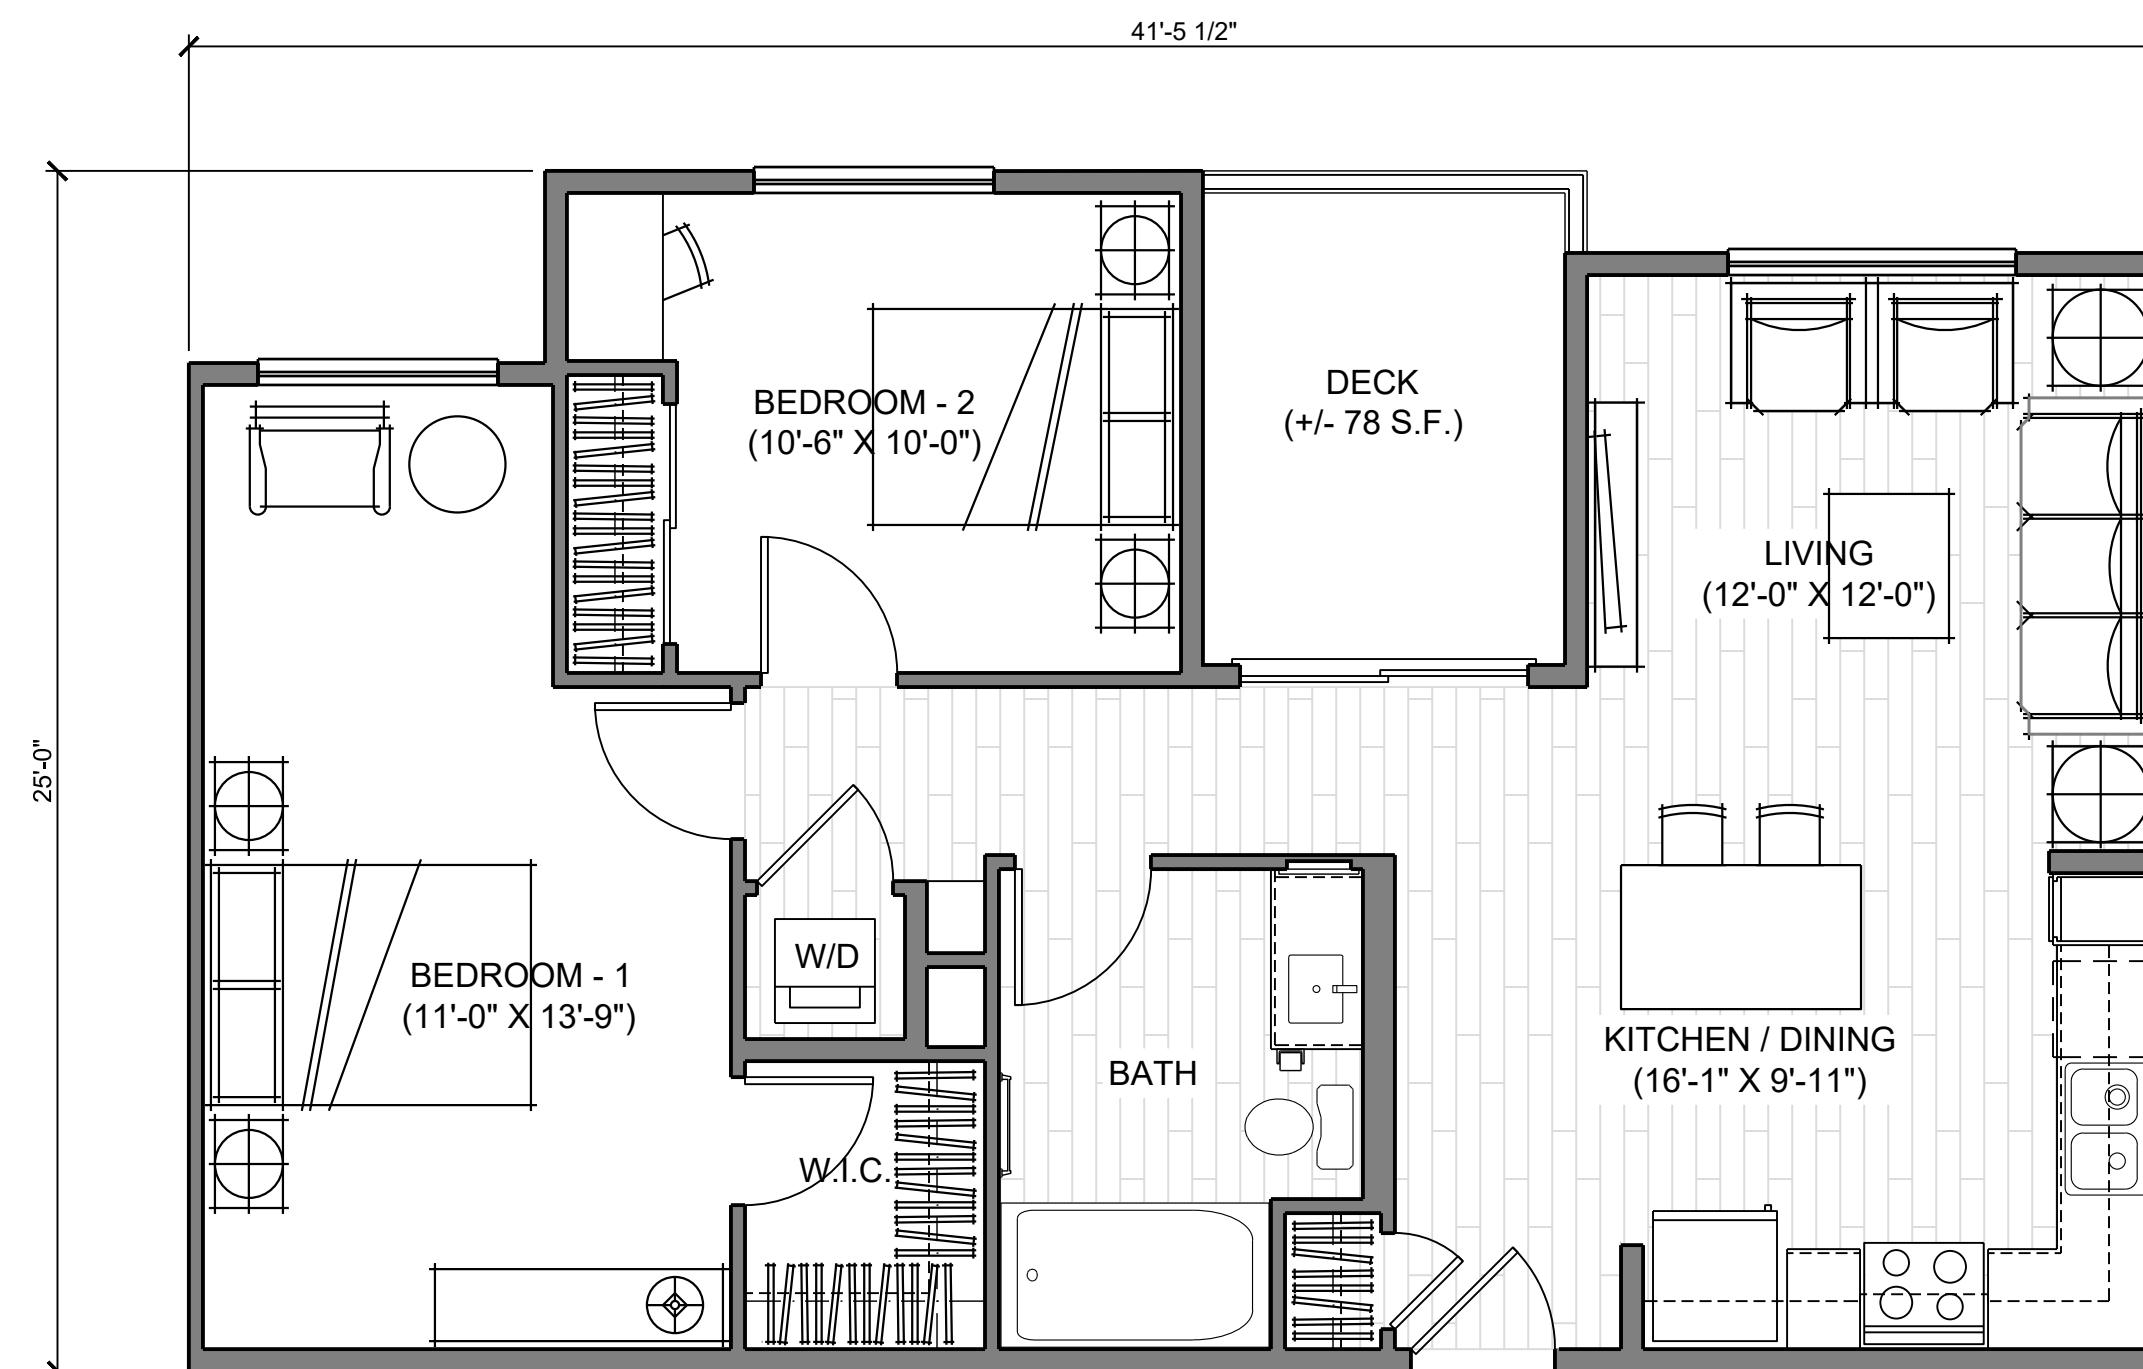 41'-5 1/2"
25'-0"
BEDROOM - 2
(10'-6" X 10'-0")
DECK
(+/- 78 S.F.)
LIVING
(12'-0" X 12'-0")
W/D
BEDROOM - 1
(11'-0" X 13'-9")
BATH
KITCHEN / DINING
(16'-1" X 9'-11")
W.I.C.